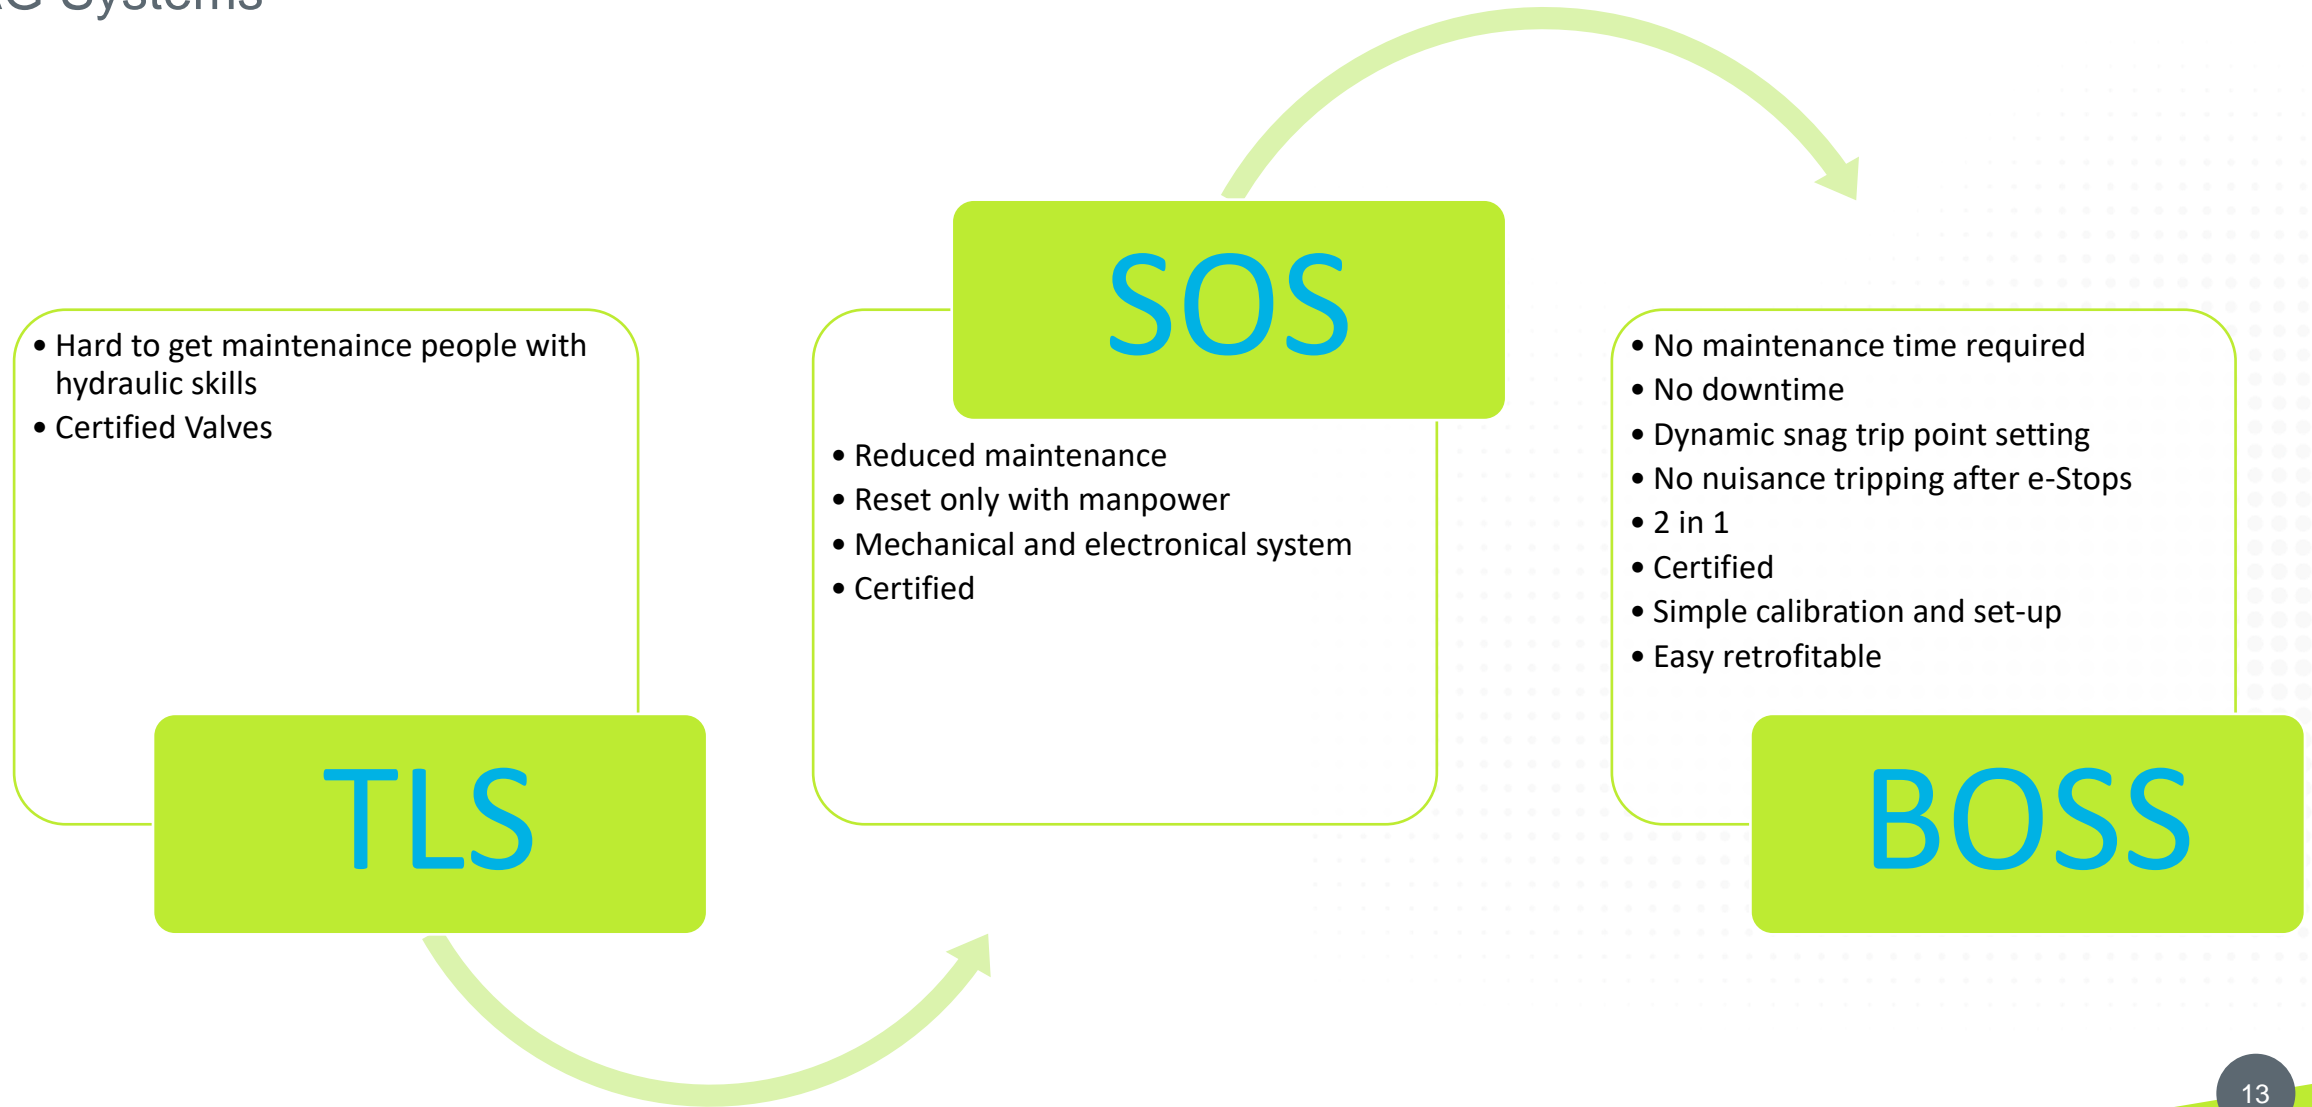 Systems
• Hard to get maintenaince people with
hydraulic skills
• Certified Valves
TLS
SOS
• Reduced maintenance
• Reset only with manpower
• Mechanical and electronical system
• Certified
• No maintenance time required
• No downtime
• Dynamic snag trip point setting
• No nuisance tripping after e-Stops
• 2 in 1
• Certified
• Simple calibration and set-up
• Easy retrofitable
BOSS
13